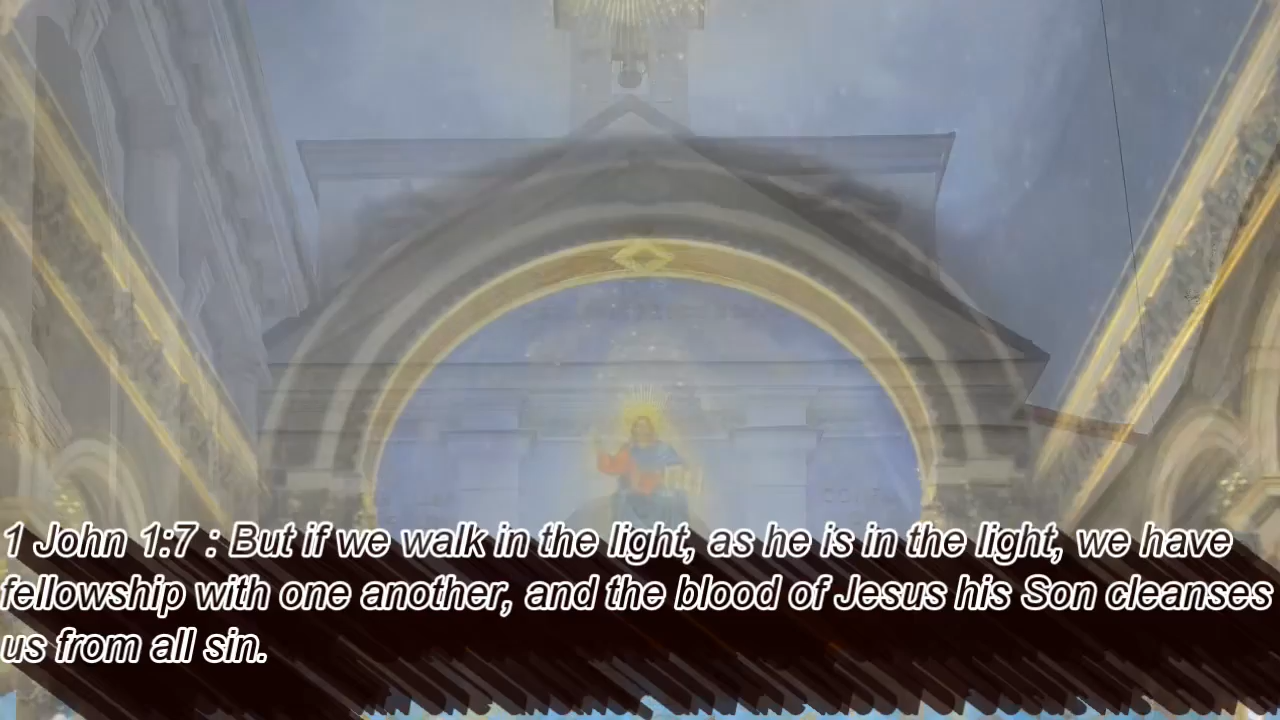 1 John 1:7 : But if we walk in the light, as he is in the light, we have
fellowship with one another, and the blood of Jesus his Son cleanses
us from all sin.